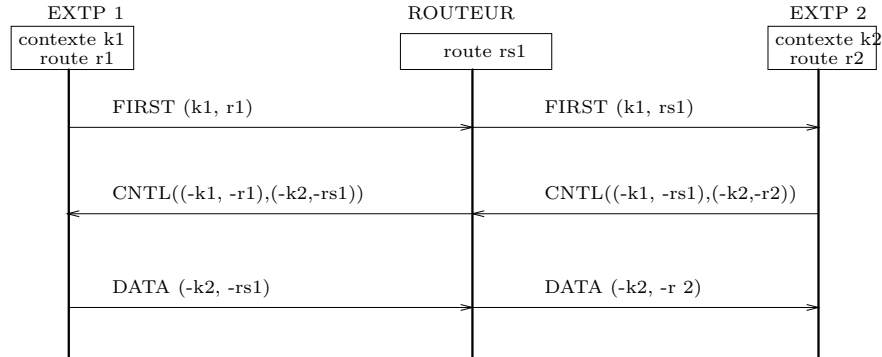 EXTP 1
ROUTEUR
EXTP 2
contexte k1
route r1
route rs1
contexte k2
route r2
FIRST (k1, r1)
FIRST (k1, rs1)
CNTL((-k1, -r1),(-k2,-rs1))
CNTL((-k1, -rs1),(-k2,-r2))
DATA (-k2, -rs1)
DATA (-k2, -r 2)